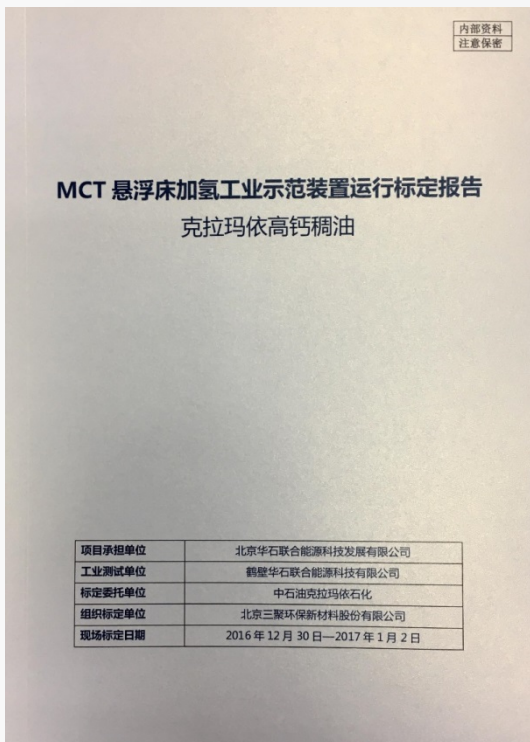 内部资料
注意保密
MCT 悬浮床加氢工业示范装置运行标定报告
克拉玛依高钙稠油
项目承担单位 北京华石联合能源科技发展有限公司
工业测试单位 鹤壁华石联合能源科技有限公司
标定委托单位 中石油克拉玛依石化
组织标定单位 北京三聚环保新材料股份有限公司
现场标定日期 2016 年 12 月 30 日—2017 年 1 月 2 日